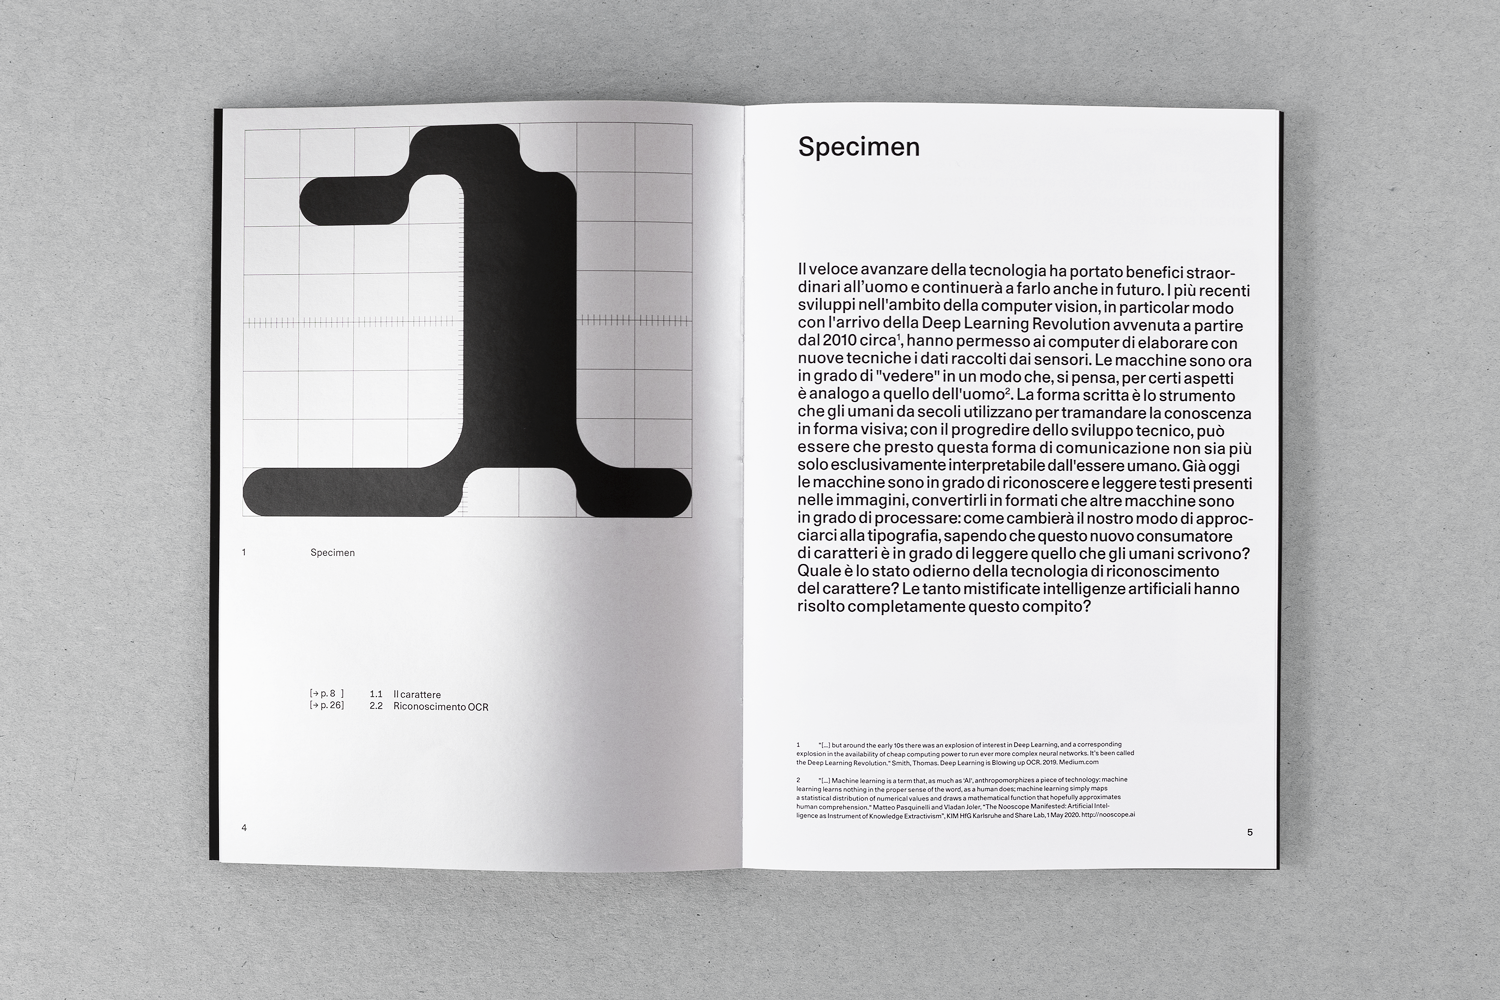 1
1 Specimen
[→ p. 8 ] 1.1 Il carattere
[→ p. 26] 2.2 Riconoscimento OCR
4
Specimen
Il veloce avanzare della tecnologia ha portato benefici straor-
dinari all'uomo e continuerà a farlo anche in futuro. I più recenti
sviluppi nell'ambito della computer vision, in particolar modo
con l'arrivo della Deep Learning Revolution avvenuta a partire
dal 2010 circa¹, hanno permesso ai computer di elaborare con
nuove tecniche i dati raccolti dai sensori. Le macchine sono ora
in grado di "vedere" in un modo che, si pensa, per certi aspetti
è analogo a quello dell'uomo². La forma scritta è lo strumento
che gli umani da secoli utilizzano per tramandare la conoscenza
in forma visiva; con il progredire dello sviluppo tecnico, può
essere che presto questa forma di comunicazione non sia più
solo esclusivamente interpretabile dall'essere umano. Già oggi
le macchine sono in grado di riconoscere e leggere testi presenti
nelle immagini, convertirli in formati che altre macchine sono
in grado di processare: come cambierà il nostro modo di approc-
ciarci alla tipografia, sapendo che questo nuovo consumatore
di caratteri è in grado di leggere quello che gli umani scrivono?
Quale è lo stato odierno della tecnologia di riconoscimento
del carattere? Le tanto mistificate intelligenze artificiali hanno
risolto completamente questo compito?
1 "[...] but around the early 10s there was an explosion of interest in Deep Learning, and a corresponding
explosion in the availability of cheap computing power to run ever more complex neural networks. It's been called
the Deep Learning Revolution." Smith, Thomas. Deep Learning is Blowing up OCR. 2019. Medium.com
2 "[...] Machine learning is a term that, as much as 'AI', anthropomorphizes a piece of technology: machine
learning learns nothing in the proper sense of the word, as a human does; machine learning simply maps
a statistical distribution of numerical values and draws a mathematical function that hopefully approximates
human comprehension." Matteo Pasquinelli and Vladan Joler, "The Nooscope Manifested: Artificial Intel-
ligence as Instrument of Knowledge Extractivism", KIM HfG Karlsruhe and Share Lab, 1 May 2020. http://nooscope.ai
5